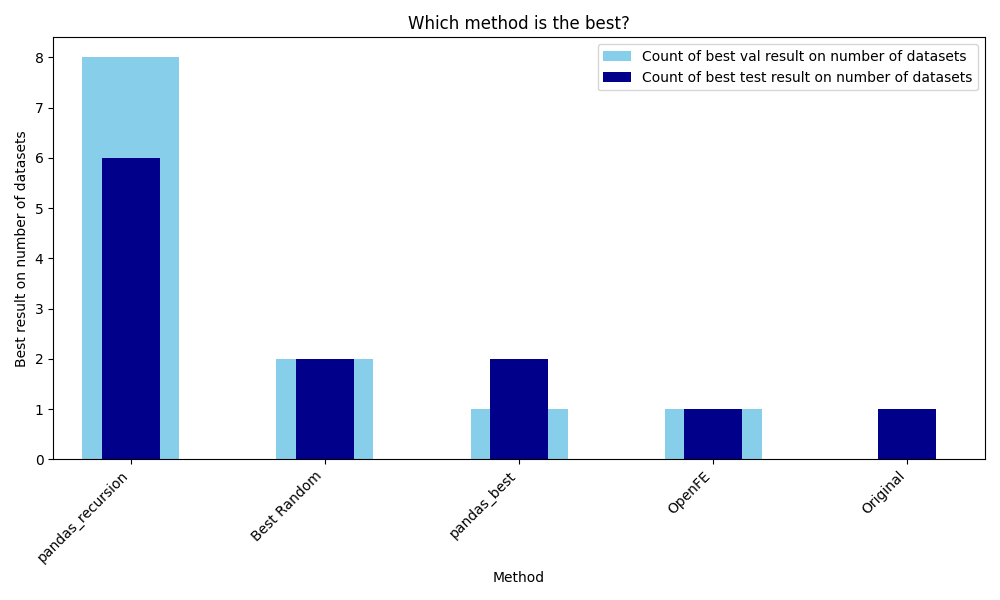 Which method is the best?
Count of best val result on number of datasets
Count of best test result on number of datasets
Best result on number of datasets
8
7
6
5
4
3
2
1
0
pandas_recursion
Best Random
pandas_best
OpenFE
Original
Method